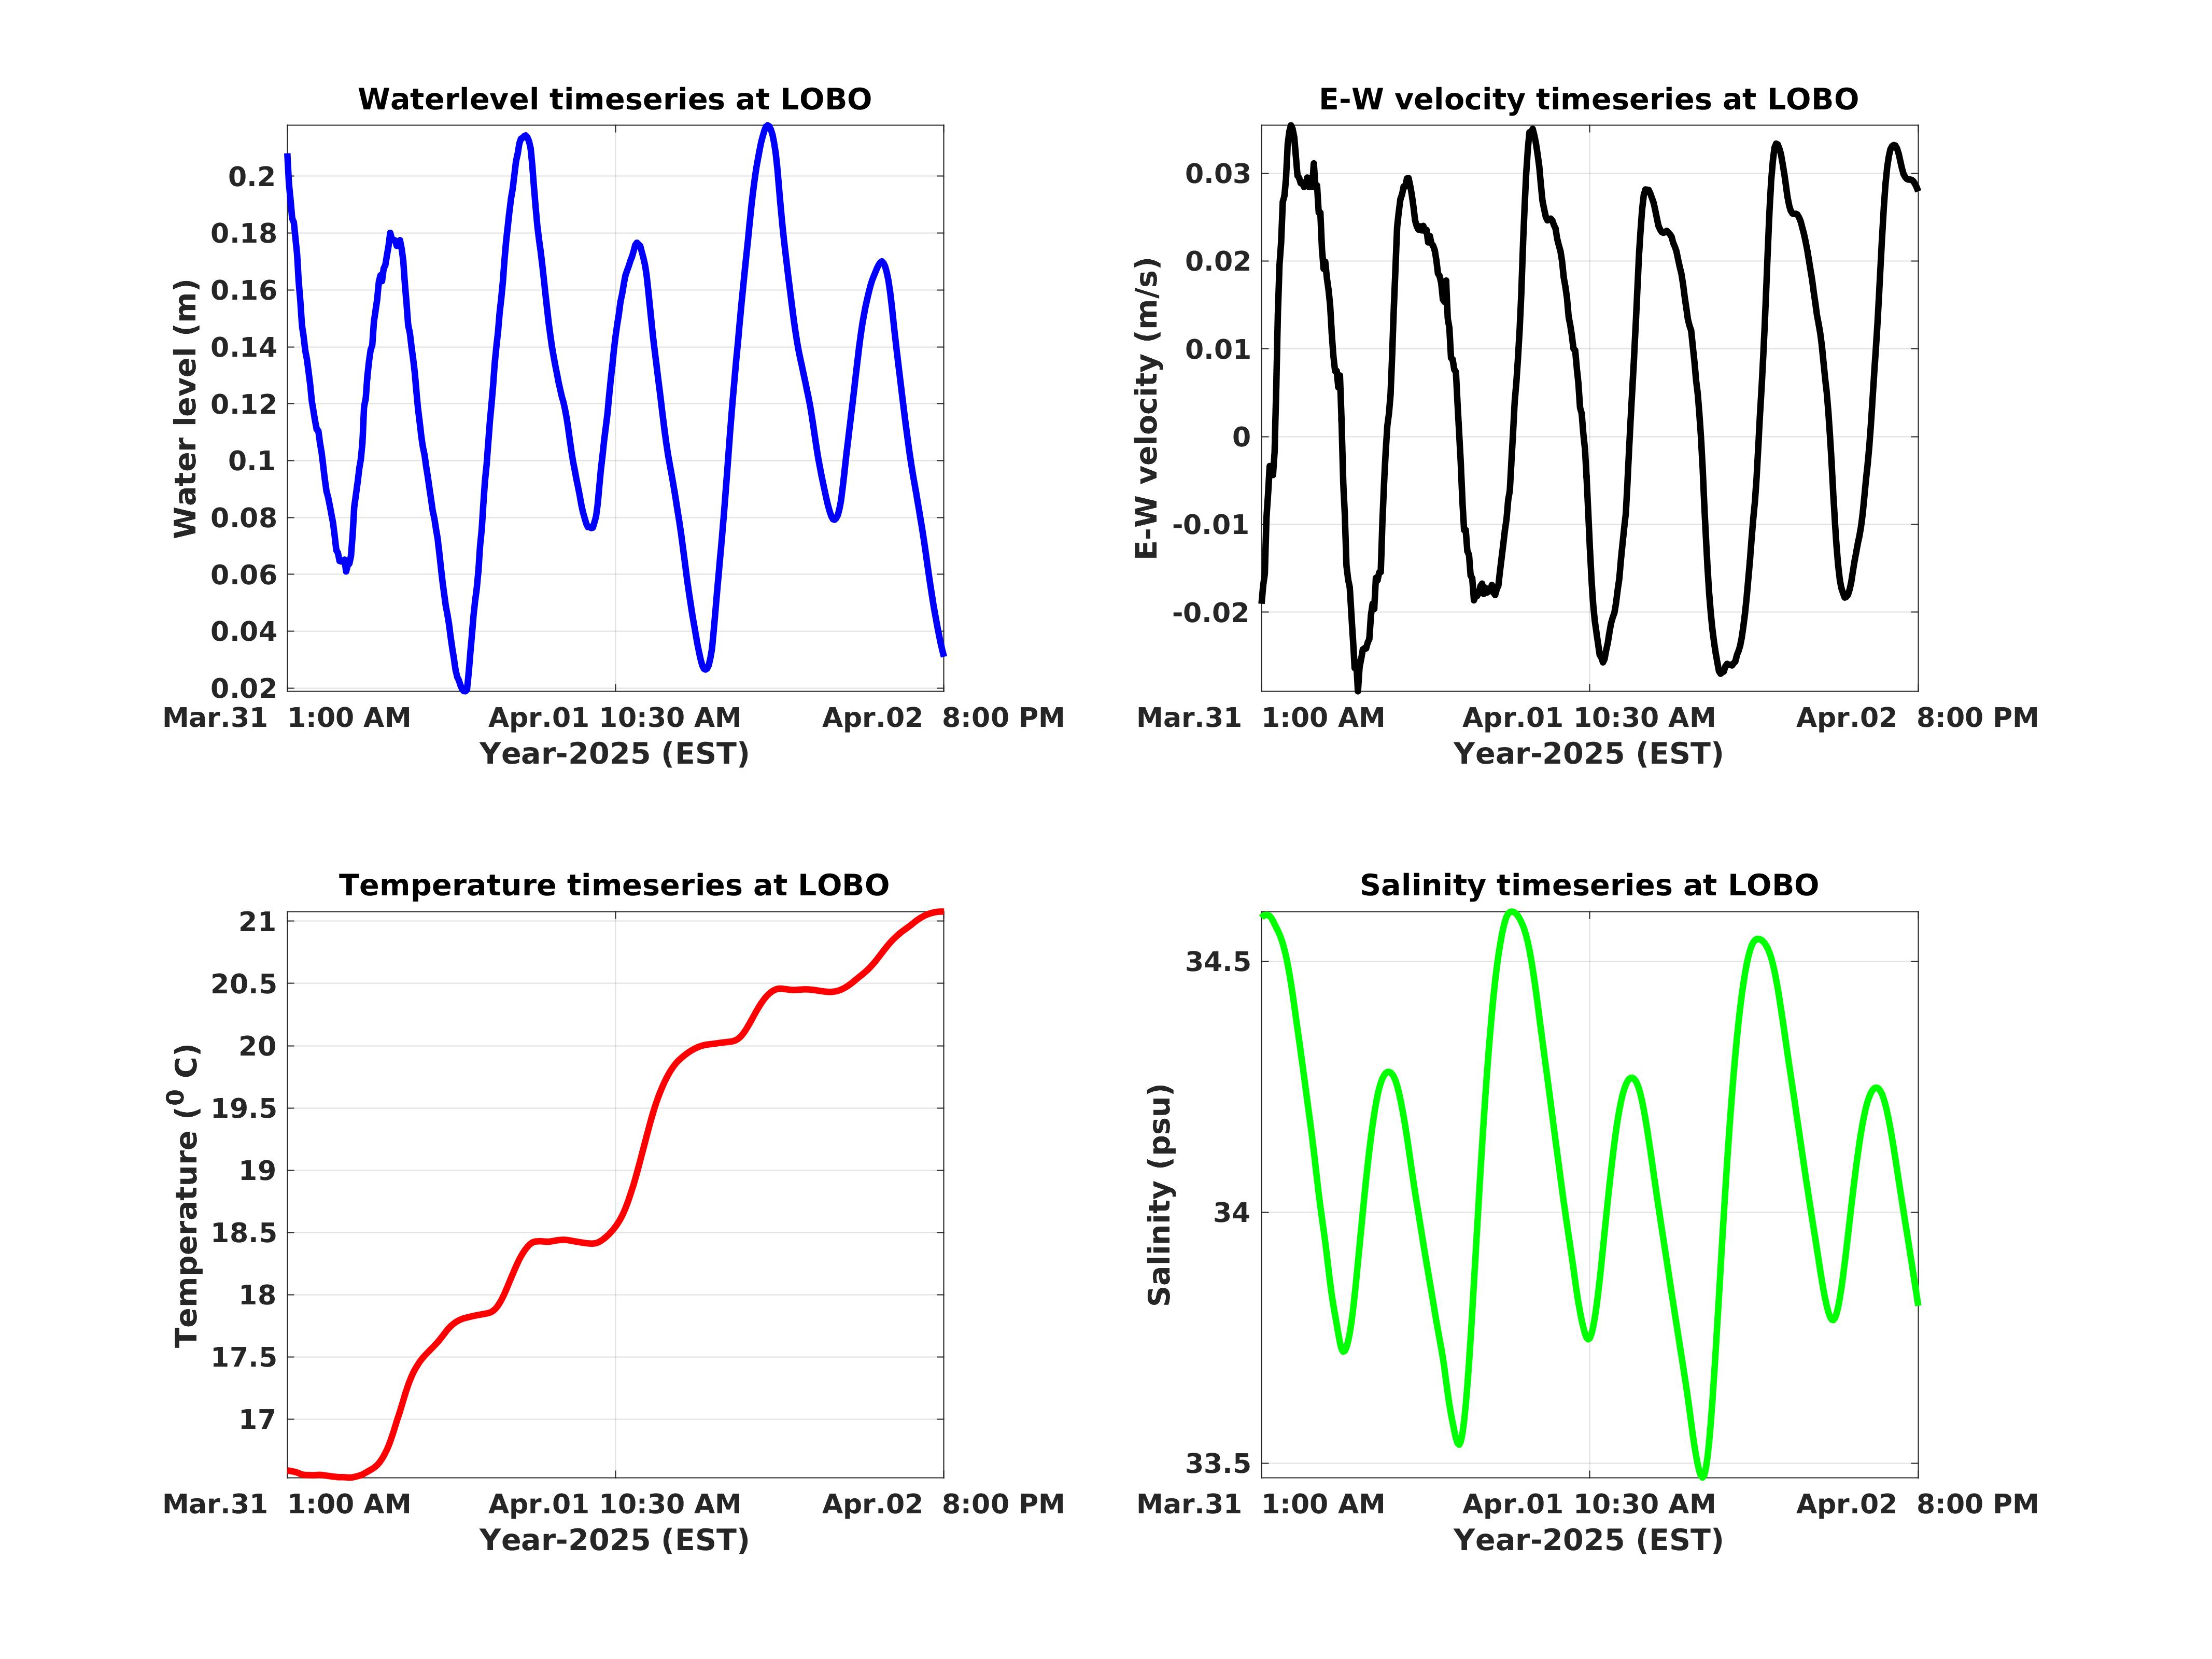 Waterlevel timeseries at LOBO
Water level (m)
0.2
0.18
0.16
0.14
0.12
0.1
0.08
0.06
0.04
0.02
Mar.31 1:00 AM Apr.01 10:30 AM Apr.02 8:00 PM
Year-2025 (EST)
E-W velocity timeseries at LOBO
E-W velocity (m/s)
0.03
0.02
0.01
0
-0.01
-0.02
Mar.31 1:00 AM Apr.01 10:30 AM Apr.02 8:00 PM
Year-2025 (EST)
Temperature timeseries at LOBO
Temperature (⁰ C)
21
20.5
20
19.5
19
18.5
18
17.5
17
Mar.31 1:00 AM Apr.01 10:30 AM Apr.02 8:00 PM
Year-2025 (EST)
Salinity timeseries at LOBO
Salinity (psu)
34.5
34
33.5
Mar.31 1:00 AM Apr.01 10:30 AM Apr.02 8:00 PM
Year-2025 (EST)